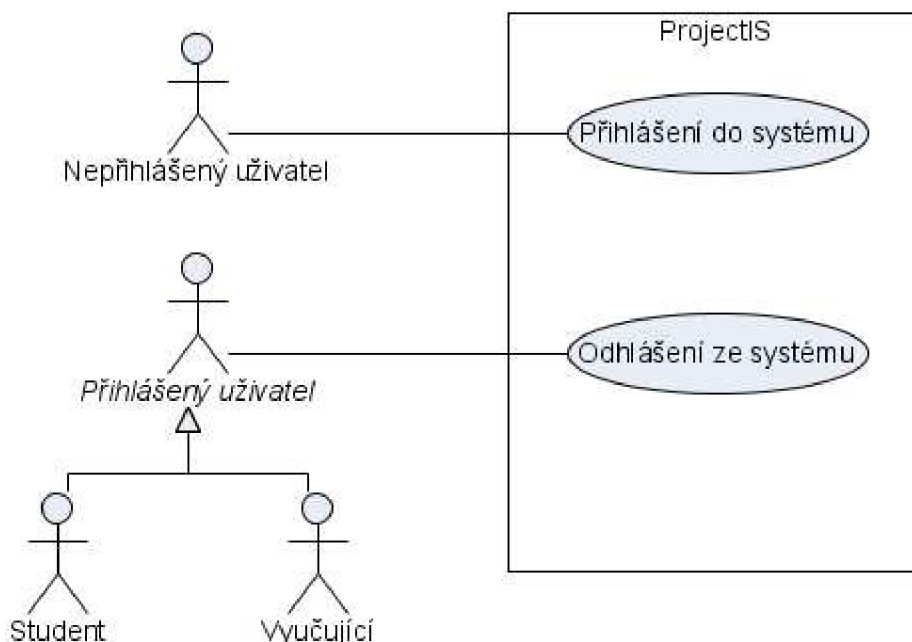 ProjectIS
Přihlášení do systému
Nepřihlášený uživatel
Odhlášení ze systému
Přihlášený uživatel
Student
Vyučující